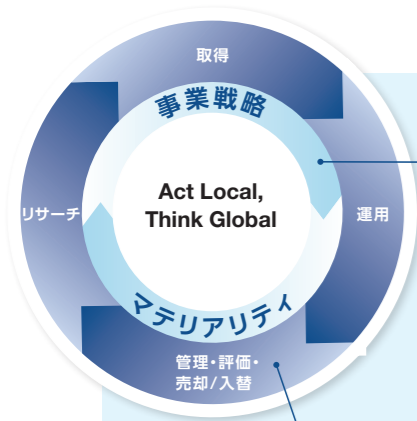 取得
事業戦略
Act Local,
Think Global
リサーチ
運用
マテリアリティ
管理・評価・
売却/入替